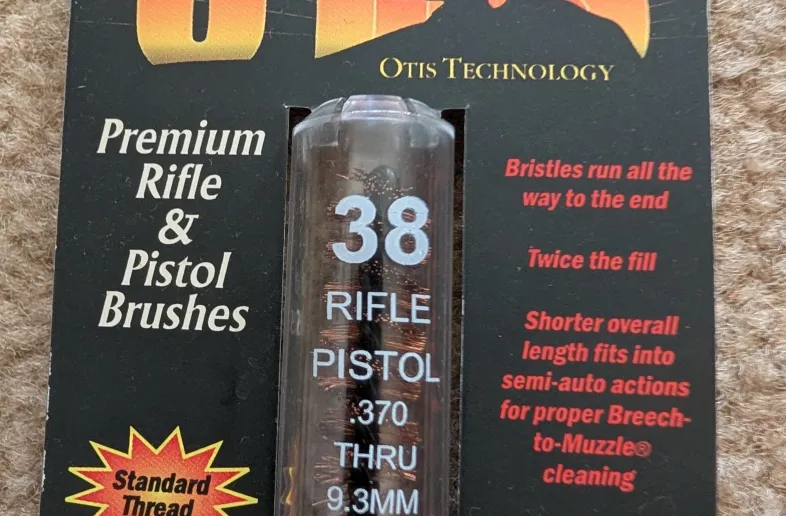 OTIS TECHNOLOGY
Premium
Rifle
&
Pistol
Brushes
38
RIFLE
PISTOL
.370
THRU
9.3MM
Bristles run all the
way to the end
Twice the fill
Shorter overall
length fits into
semi-auto actions
for proper Breech-
to-Muzzle®
cleaning
Standard
Thread